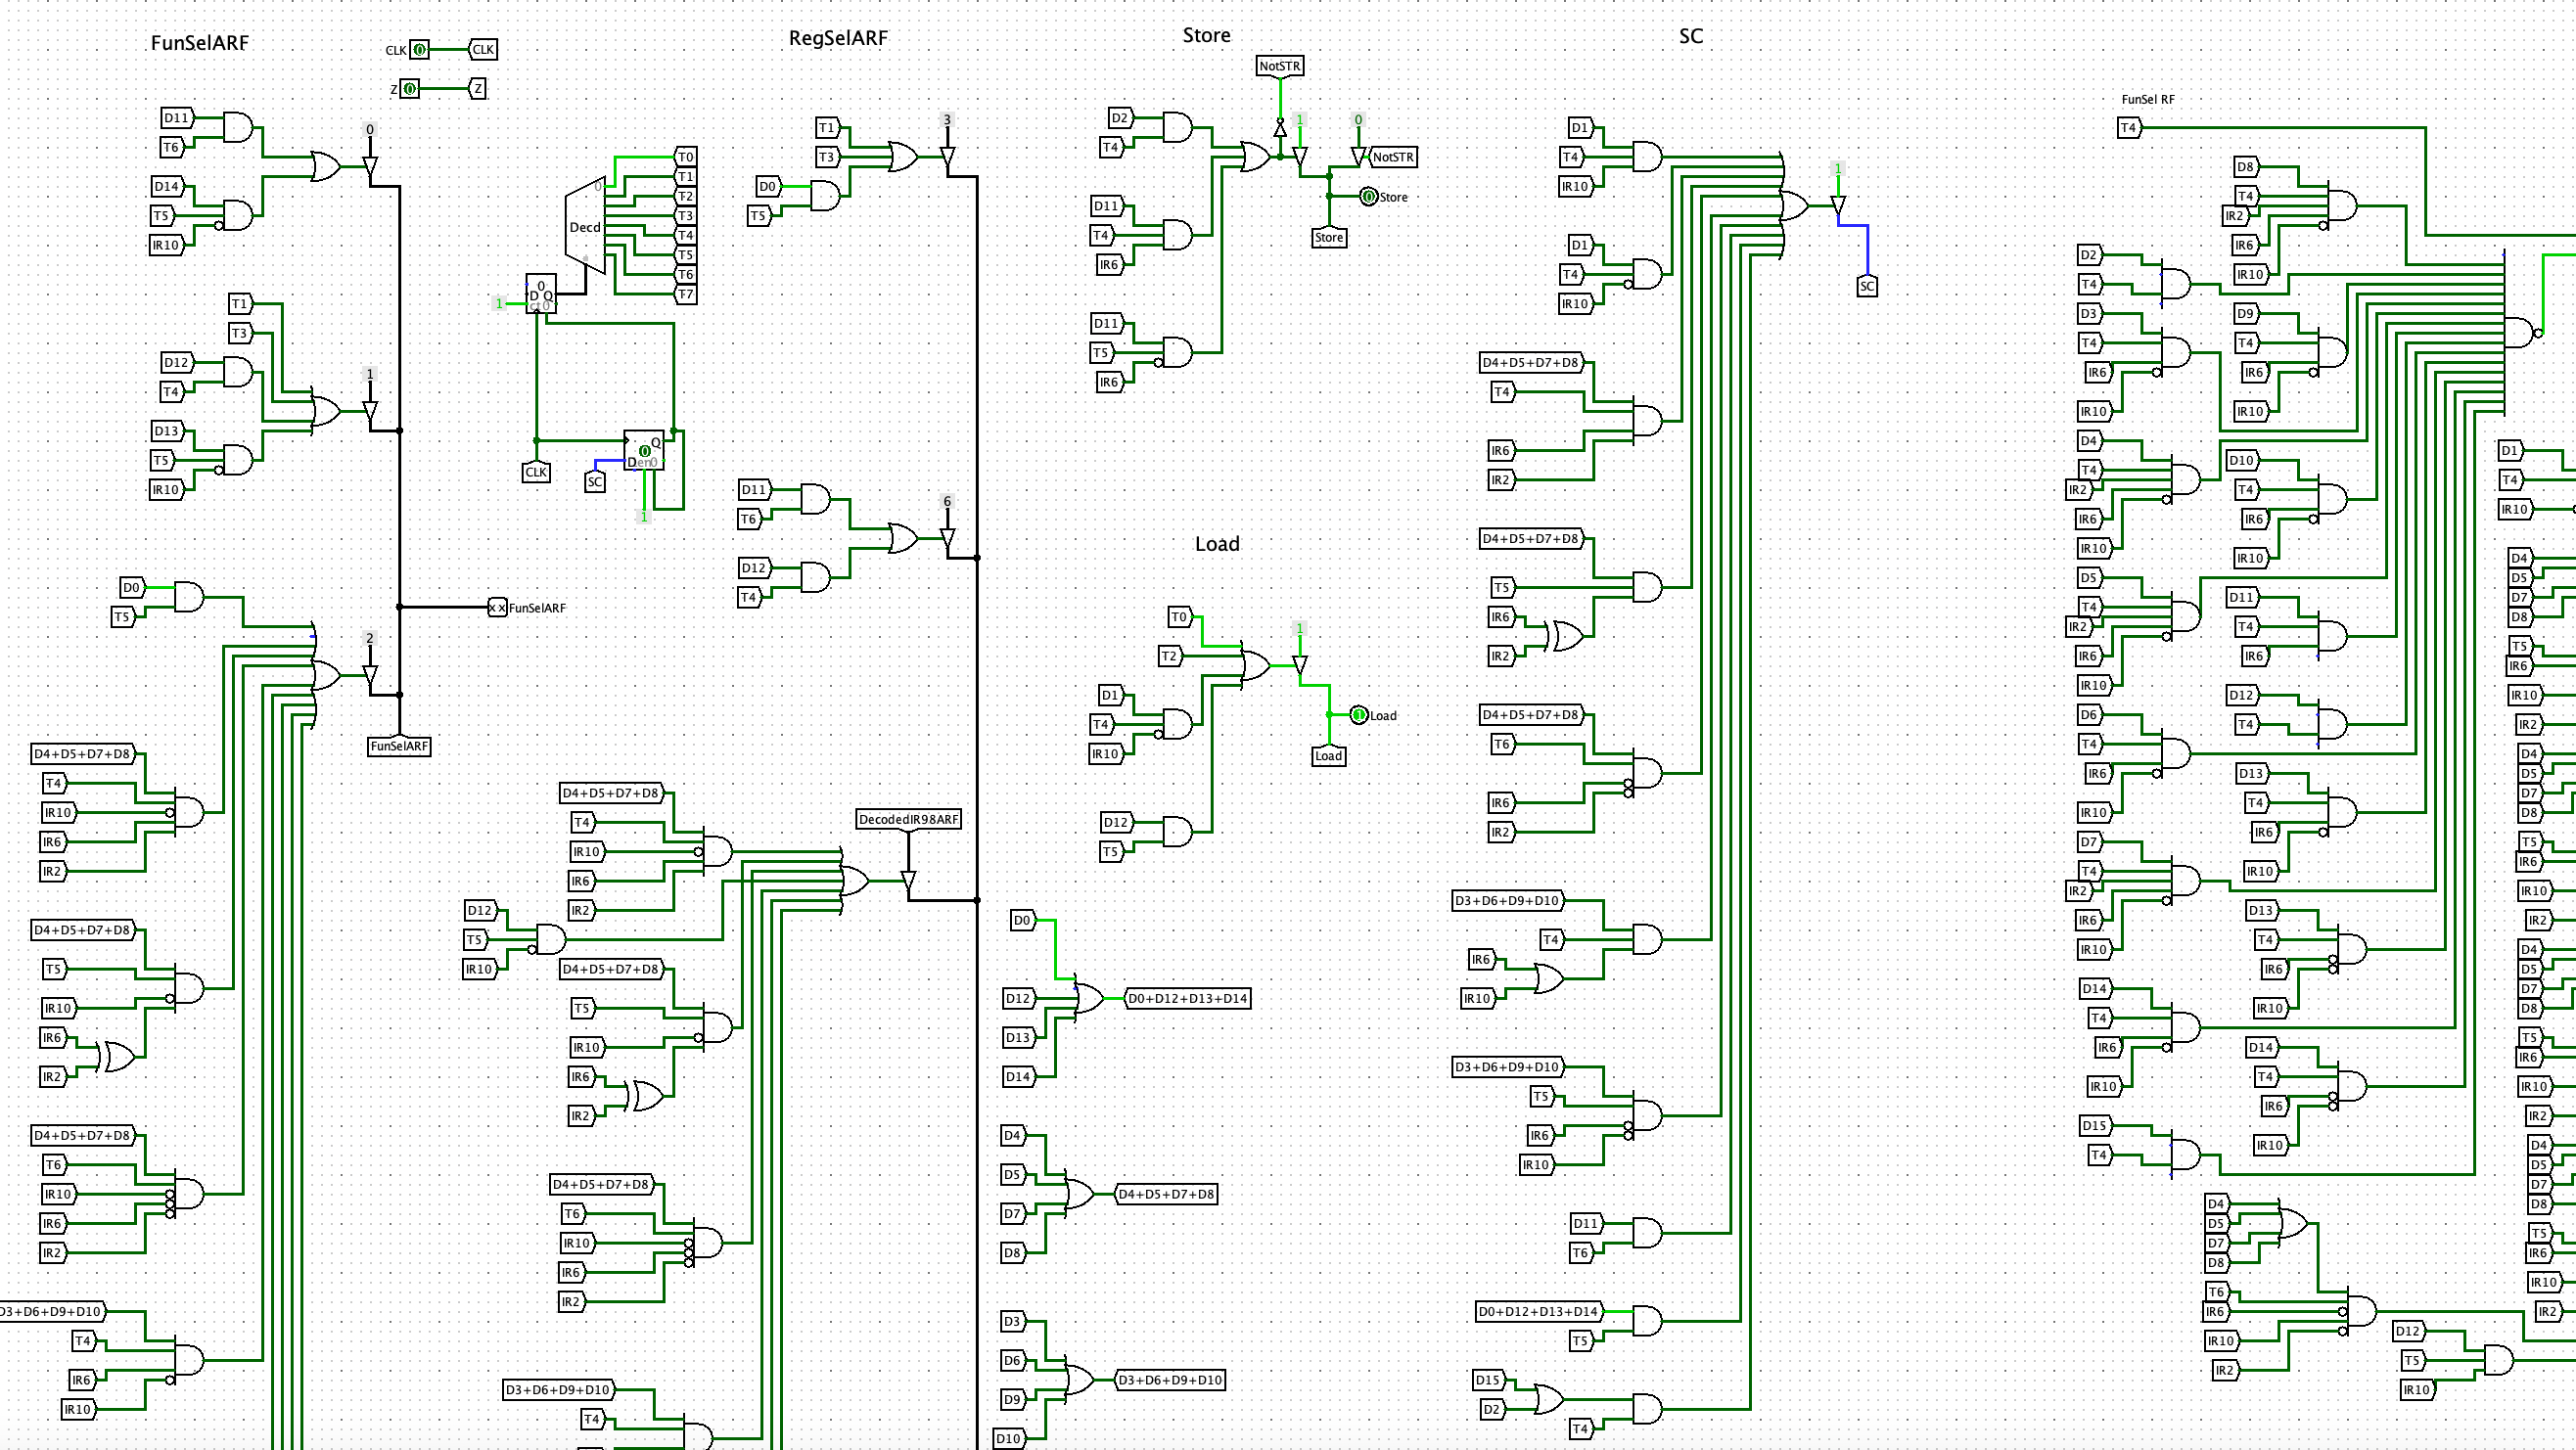 FunSelARF
CLK 0 CLK
Z 0 Z
D11
T6
0
D14
T5
IR10
T1
T3
D12
T4
1
D13
T5
IR10
D0
T5
2
FunSelARF
FunSelARF
D4+D5+D7+D8
T4
IR10
IR6
IR2
D4+D5+D7+D8
T5
IR10
IR6
IR2
D4+D5+D7+D8
T6
IR10
IR6
IR2
D3+D6+D9+D10
T4
IR6
IR10
Decd
0
T0
T1
T2
T3
T4
T5
T6
T7
1
0
D Q
ct0
CLK
SC
Q
0
D en0
1
RegSelARF
T1
T3
D0
T5
3
D11
T6
D12
T4
6
D4+D5+D7+D8
T4
IR10
IR6
IR2
DecodedIR98ARF
D12
T5
IR10
D4+D5+D7+D8
T5
IR10
IR6
IR2
D4+D5+D7+D8
T6
IR10
IR6
IR2
D3+D6+D9+D10
T4
Store
NotSTR
D2
T4
D11
T4
IR6
D11
T5
IR6
1
0
NotSTR
0 Store
Store
Load
T0
T2
D1
T4
IR10
D12
T5
1
1 Load
Load
D0
D12
D13
D14
D0+D12+D13+D14
D4
D5
D7
D8
D4+D5+D7+D8
D3
D6
D9
D10
D3+D6+D9+D10
SC
D1
T4
IR10
D1
T4
IR10
1
SC
D4+D5+D7+D8
T4
IR6
IR2
D4+D5+D7+D8
T5
IR6
IR2
D4+D5+D7+D8
T6
IR6
IR2
D3+D6+D9+D10
T4
IR6
IR10
D3+D6+D9+D10
T5
IR6
IR10
D11
T6
D0+D12+D13+D14
T5
D15
D2
T4
FunSel RF
T4
D2
T4
D3
T4
IR6
IR10
D4
T4
IR2
IR6
IR10
D5
T4
IR2
IR6
IR10
D6
T4
IR6
IR10
D7
T4
IR2
IR6
IR10
D14
T4
IR6
IR10
D15
T4
D8
T4
IR2
IR6
IR10
D9
T4
IR6
IR10
D10
T4
IR6
IR10
D11
T4
IR6
D12
T4
D13
T4
IR6
IR10
D13
T4
IR6
IR10
D14
T4
IR6
IR10
D4
D5
D7
D8
T6
IR6
IR10
IR2
D12
T5
IR10
D1
T4
IR10
D4
D5
D7
D8
T5
IR6
IR10
IR2
D4
D5
D7
D8
T5
IR6
IR10
IR2
D4
D5
D7
D8
T5
IR6
IR10
IR2
D4
D5
D7
D8
T5
IR6
IR10
IR2